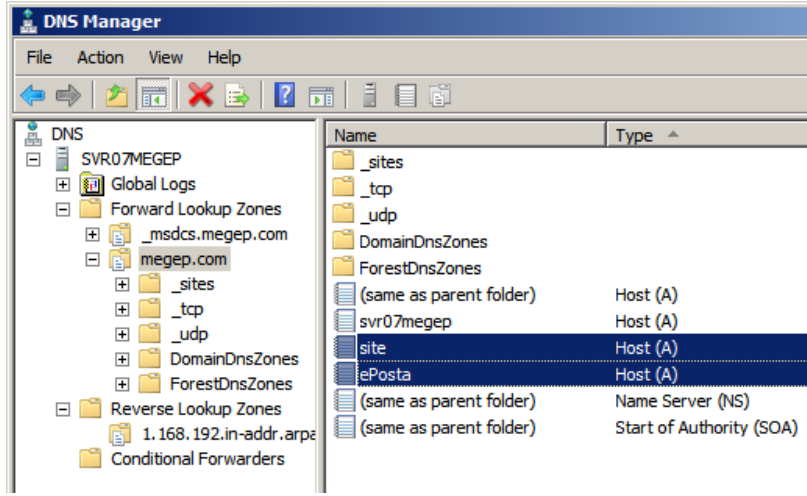 DNS Manager
File Action View Help
DNS
SVR07MEGEP
Global Logs
Forward Lookup Zones
_msdcs.megep.com
megep.com
_sites
_tcp
_udp
DomainDnsZones
ForestDnsZones
Reverse Lookup Zones
1.168.192.in-addr.arpa
Conditional Forwarders
Name Type
_sites
_tcp
_udp
DomainDnsZones
ForestDnsZones
(same as parent folder) Host (A)
svr07megep Host (A)
site Host (A)
ePosta Host (A)
(same as parent folder) Name Server (NS)
(same as parent folder) Start of Authority (SOA)